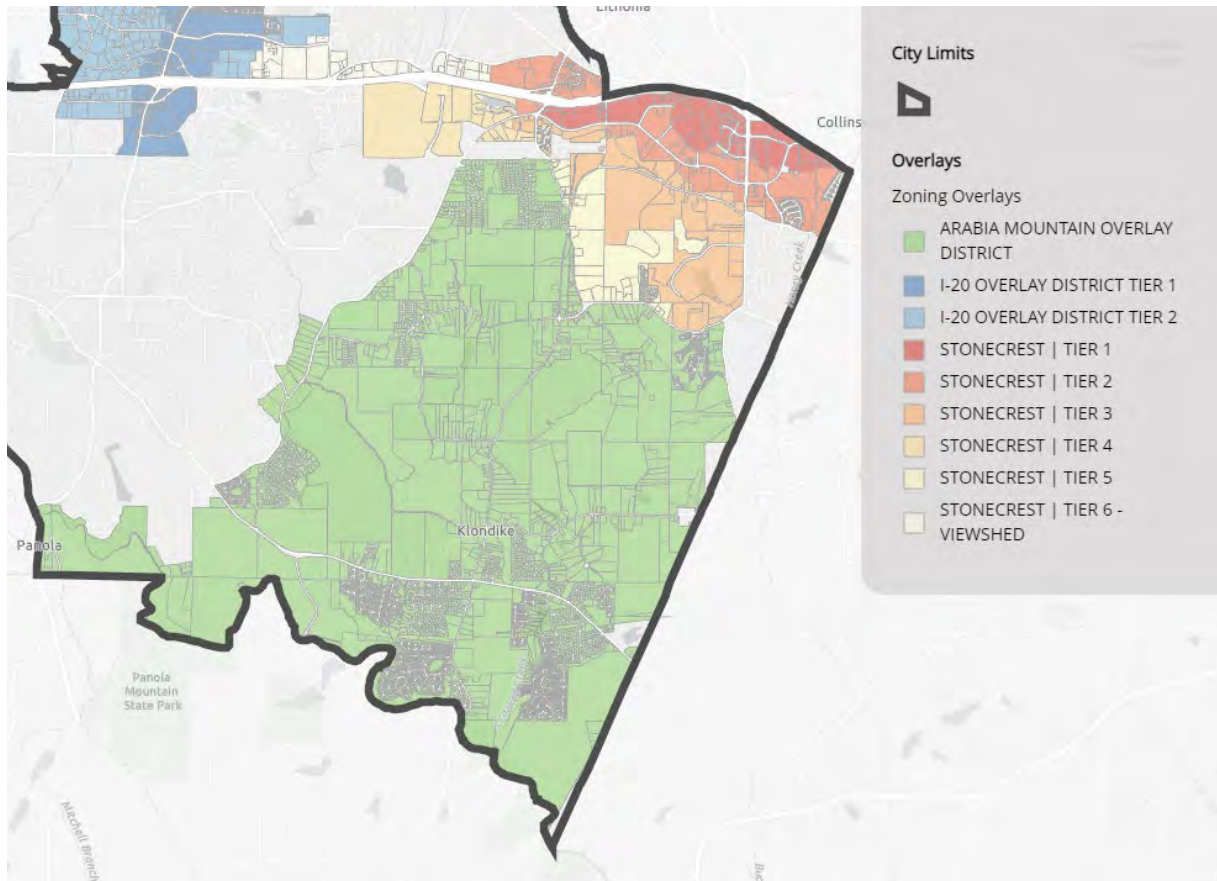 Lithonia
City Limits
Collins
Overlays
Zoning Overlays
ARABIA MOUNTAIN OVERLAY
DISTRICT
I-20 OVERLAY DISTRICT TIER 1
I-20 OVERLAY DISTRICT TIER 2
STONECREST | TIER 1
STONECREST | TIER 2
STONECREST | TIER 3
STONECREST | TIER 4
STONECREST | TIER 5
STONECREST | TIER 6 -
VIEWSHED
Klondike
Panola
Panola
Mountain
State Park
Mitchell Branch